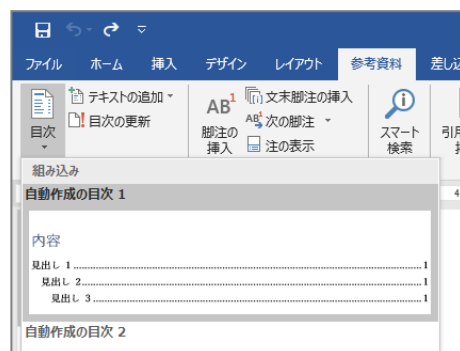 ファイル ホーム 挿入 デザイン レイアウト 参考資料 差し込
目次
テキストの追加
目次の更新
AB1
脚注の
挿入
文末脚注の挿入
AB1 次の脚注
注の表示
スマート
検索
引用
組み込み
自動作成の目次 1
内容
見出し 1.....1
見出し 2.....1
見出し 3.....1
4
自動作成の目次 2